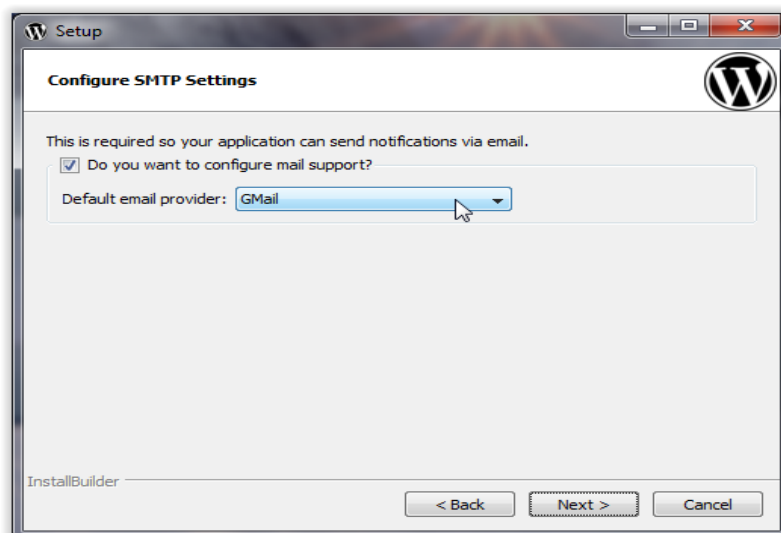 Setup
Configure SMTP Settings
This is required so your application can send notifications via email.
Do you want to configure mail support?
Default email provider: GMail
InstallBuilder
< Back Next > Cancel